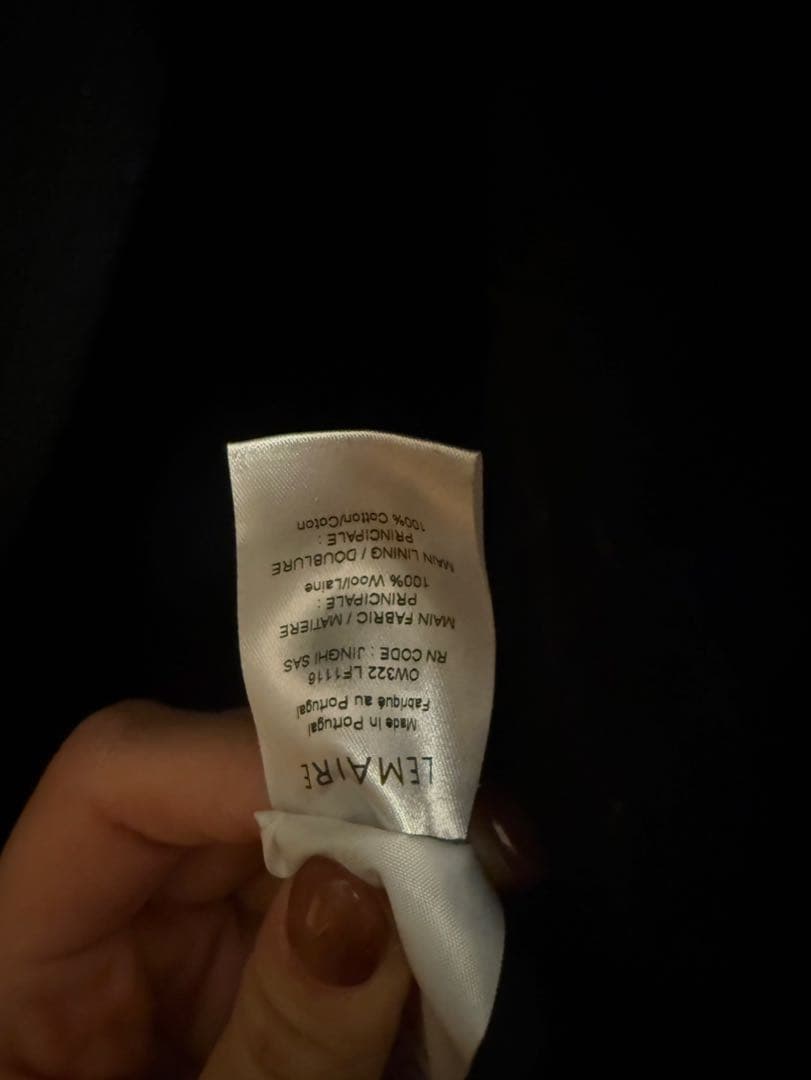 LEMAIRE
Made in Portugal
Fabriqué au Portugal
OW322 LF1116
RN CODE : JINGHI SAS
MAIN FABRIC / MATIERE
PRINCIPALE :
100% Wool/Laine
MAIN LINING / DOUBLURE
PRINCIPALE :
100% Cotton/Coton